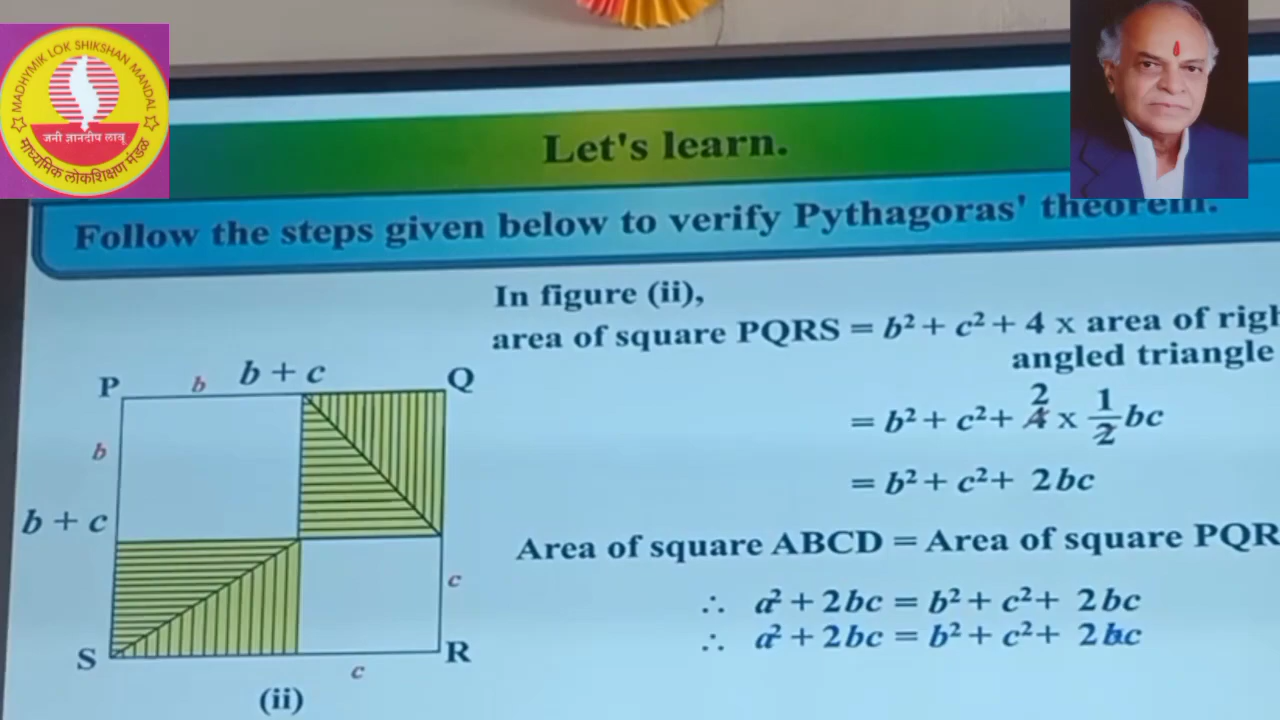 MADHYMIK LOK SHIKSHAN MANDAL
जनी ज्ञानदीप लावू
माध्यमिक लोकशिक्षण मंडळ
Let's learn.
Follow the steps given below to verify Pythagoras' theorem.
In figure (ii),
area of square PQRS = b² + c² + 4 x area of righ
angled triangle
= b² + c² + 4 2 x 1/2 bc
= b² + c² + 2bc
Area of square ABCD = Area of square PQR
∴ a² + 2bc = b² + c² + 2bc
∴ a² + 2bc = b² + c² + 2bc
P b b + c Q
b
b + c
c
S R
c
(ii)